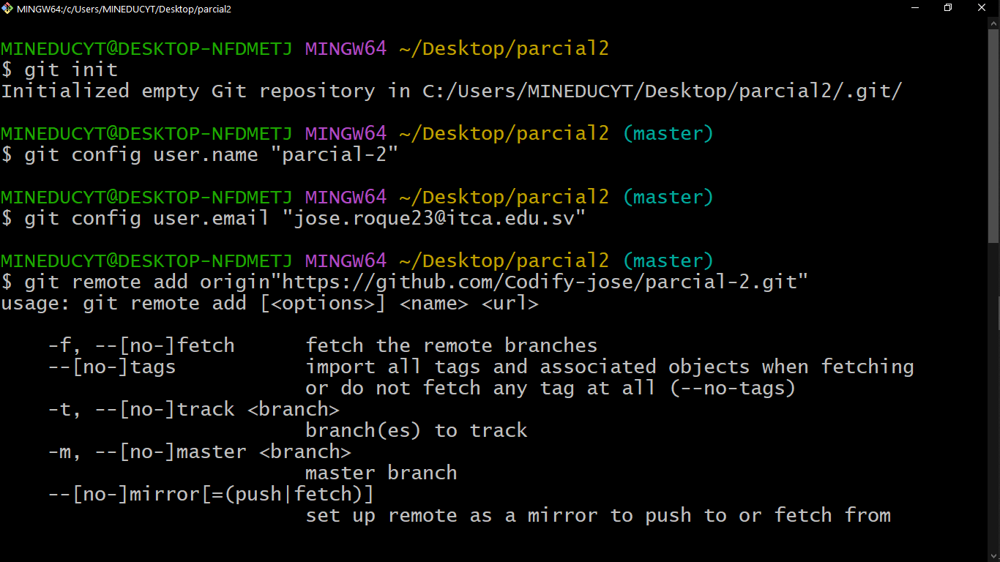 MINGW64:/c/Users/MINEDUCYT/Desktop/parcial2
MINEDUCYT@DESKTOP-NFDMETJ MINGW64 ~/Desktop/parcial2
$ git init
Initialized empty Git repository in C:/Users/MINEDUCYT/Desktop/parcial2/.git/
MINEDUCYT@DESKTOP-NFDMETJ MINGW64 ~/Desktop/parcial2 (master)
$ git config user.name "parcial-2"
MINEDUCYT@DESKTOP-NFDMETJ MINGW64 ~/Desktop/parcial2 (master)
$ git config user.email "jose.roque23@itca.edu.sv"
MINEDUCYT@DESKTOP-NFDMETJ MINGW64 ~/Desktop/parcial2 (master)
$ git remote add origin"https://github.com/Codify-jose/parcial-2.git"
usage: git remote add [<options>] <name> <url>
-f, --[no-]fetch fetch the remote branches
--[no-]tags import all tags and associated objects when fetching
or do not fetch any tag at all (--no-tags)
-t, --[no-]track <branch>
branch(es) to track
-m, --[no-]master <branch>
master branch
--[no-]mirror[=(push|fetch)]
set up remote as a mirror to push to or fetch from